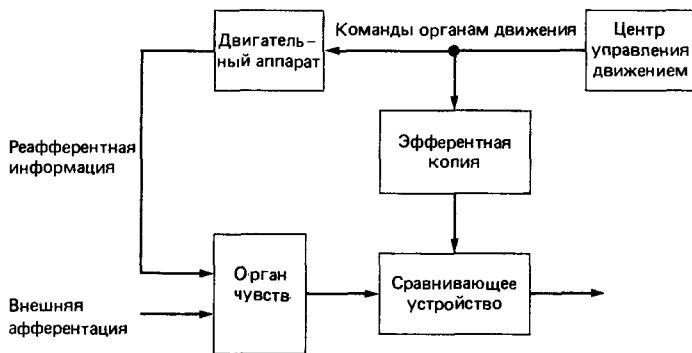 Команды органам движения
Двигатель-
ный аппарат
Центр
управления
движением
Эфферентная
копия
Реафферентная
информация
Орган
чувств
Сравнивающее
устройство
Внешняя
афферентация